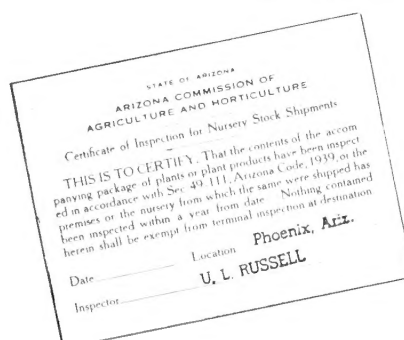 STATE OF ARIZONA
ARIZONA COMMISSION OF
AGRICULTURE AND HORTICULTURE
Certificate of Inspection for Nursery Stock Shipments
THIS IS TO CERTIFY, That the contents of the accom
panying package of plants or plant products have been inspect
ed in accordance with Sec. 49-111, Arizona Code, 1939, or the
premises or the nursery from which the same were shipped has
been inspected within a year from date. Nothing contained
herein shall be exempt from terminal inspection at destination
Date Location Phoenix, Ariz.
Inspector U. L. RUSSELL